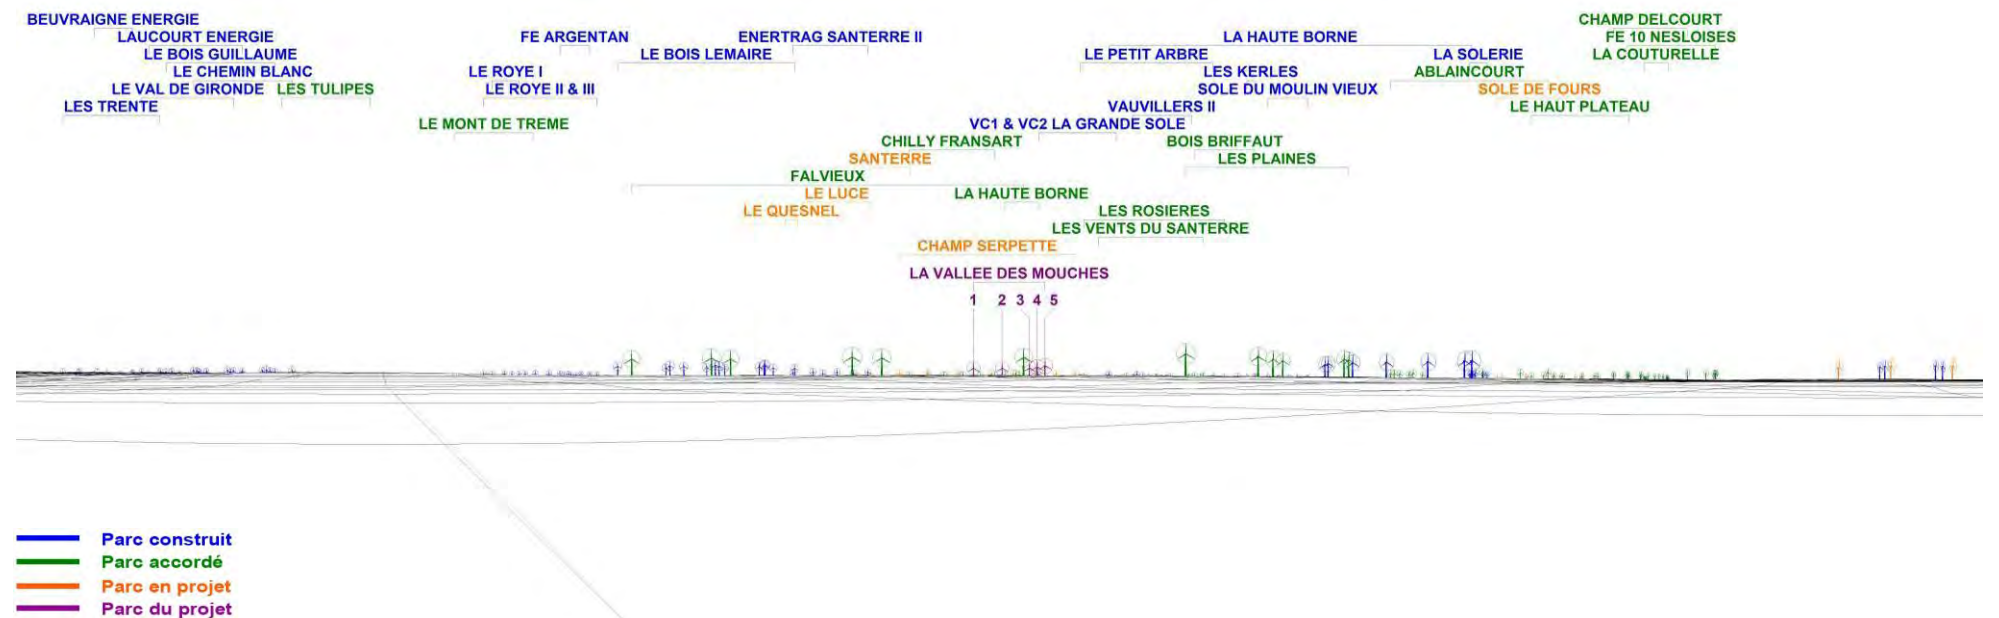 BEUVRAIGNE ENERGIE
CHAMP DELCOURT
LAUCOURT ENERGIE
FE ARGENTAN
ENERTRAG SANTERRE II
LA HAUTE BORNE
FE 10 NESLOISES
LE BOIS GUILLAUME
LE BOIS LEMAIRE
LE PETIT ARBRE
LA SOLERIE
LA COUTURELLE
LE CHEMIN BLANC
LE ROYE I
LES KERLES
ABLAINCOURT
LE VAL DE GIRONDE
LES TULIPES
LE ROYE II & III
SOLE DU MOULIN VIEUX
SOLE DE FOURS
LES TRENTE
VAUVILLERS II
LE HAUT PLATEAU
LE MONT DE TREME
VC1 & VC2 LA GRANDE SOLE
CHILLY FRANSART
BOIS BRIFFAUT
SANTERRE
LES PLAINES
FALVIEUX
LE LUCE
LA HAUTE BORNE
LE QUESNEL
LES ROSIERES
LES VENTS DU SANTERRE
CHAMP SERPETTE
LA VALLEE DES MOUCHES
1 2 3 4 5
Parc construit
Parc accordé
Parc en projet
Parc du projet